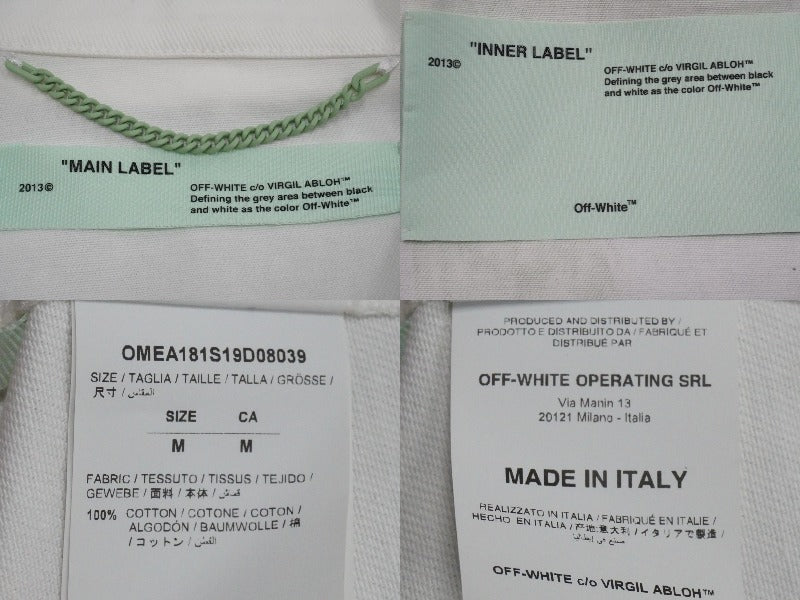 "MAIN LABEL"
2013©
OFF-WHITE c/o VIRGIL ABLOH™
Defining the grey area between black
and white as the color Off-White™
"INNER LABEL"
2013©
OFF-WHITE c/o VIRGIL ABLOH™
Defining the grey area between black
and white as the color Off-White™
Off-White™
OMEA181S19D08039
SIZE / TAGLIA / TAILLE / TALLA / GRÖSSE /
尺寸 / المقاس /
SIZE CA
M M
FABRIC / TESSUTO / TISSUS / TEJIDO /
GEWEBE / 面料 / 本体 / قماش /
100% COTTON / COTONE / COTON /
ALGODÓN / BAUMWOLLE / 棉
/ コットン / القطن /
PRODUCED AND DISTRIBUTED BY /
PRODOTTO E DISTRIBUITO DA / FABRIQUÉ ET
DISTRIBUÉ PAR
OFF-WHITE OPERATING SRL
Via Manin 13
20121 Milano - Italia
MADE IN ITALY
REALIZZATO IN ITALIA / FABRIQUÉ EN ITALIE /
HECHO EN ITALIA / 产地意大利 / イタリアで製造 /
صنع في إيطاليا
OFF-WHITE c/o VIRGIL ABLOH™